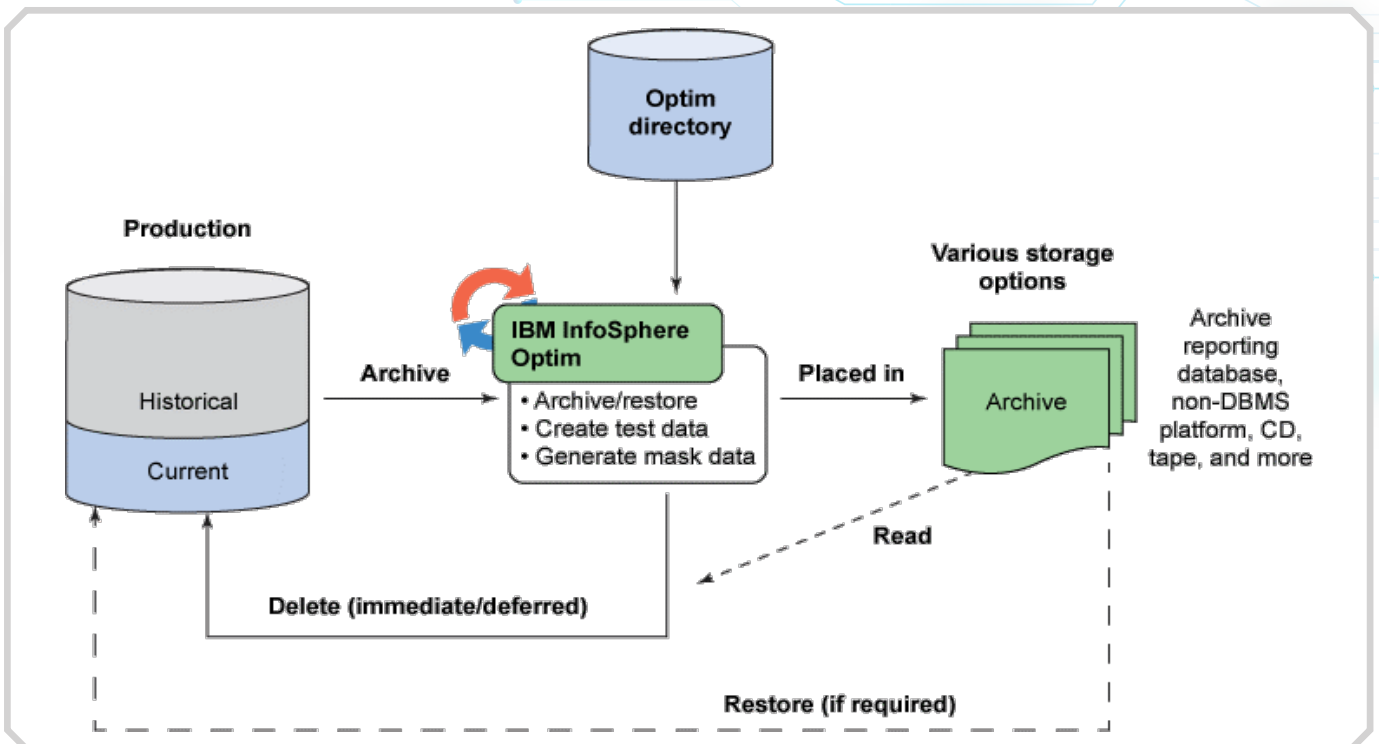 Optim
directory
Production
Various storage
options
IBM InfoSphere
Optim
Archive
reporting
database,
non-DBMS
platform, CD,
tape, and more
Archive
Placed in
Historical
• Archive/restore
• Create test data
• Generate mask data
Archive
Current
Read
Delete (immediate/deferred)
Restore (if required)